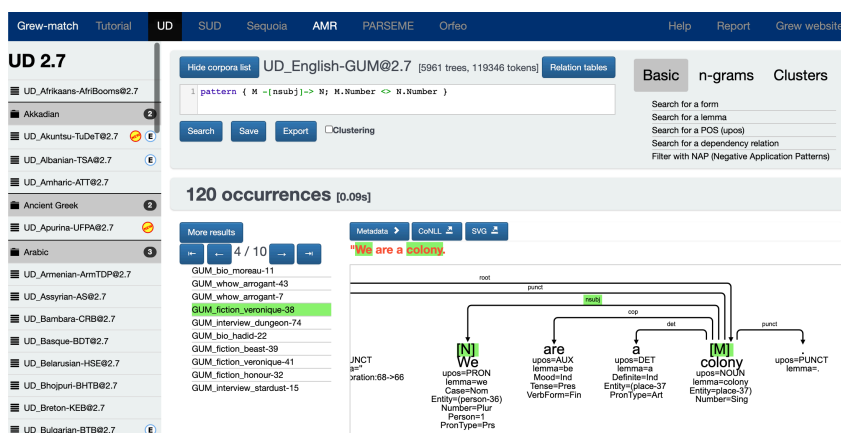 Grew-match Tutorial UD SUD Sequoia AMR PARSEME Orfeo Help Report Grew website
UD 2.7
UD_Afrikaans-AfriBooms@2.7
Akkadian 2
UD_Akuntsu-TuDeT@2.7 E
UD_Albanian-TSA@2.7 E
UD_Amharic-ATT@2.7
Ancient Greek 2
UD_Apurina-UFPA@2.7
Arabic 3
UD_Armenian-ArmTDP@2.7
UD_Assyrian-AS@2.7
UD_Bambara-CRB@2.7
UD_Basque-BDT@2.7
UD_Belarusian-HSE@2.7
UD_Bhojpuri-BHTB@2.7
UD_Breton-KEB@2.7
UD_Bulgarian-BTB@2.7 E
Hide corpora list UD_English-GUM@2.7 [5961 trees, 119346 tokens] Relation tables
1 pattern { M -[nsubj]-> N; M.Number <> N.Number }
Search Save Export Clustering
Basic n-grams Clusters
Search for a form
Search for a lemma
Search for a POS (upos)
Search for a dependency relation
Filter with NAP (Negative Application Patterns)
120 occurrences [0.09s]
More results
4 / 10
GUM_bio_moreau-11
GUM_whow_arrogant-43
GUM_whow_arrogant-7
GUM_fiction_veronique-38
GUM_interview_dungeon-74
GUM_bio_hadid-22
GUM_fiction_beast-39
GUM_fiction_veronique-41
GUM_fiction_honour-32
GUM_interview_stardust-15
Metadata CoNLL SVG
"We are a colony.
root
punct
nsubj
cop
det punct
[N] [M]
We are a colony .
UNCT
a="
oration:68->66
upos=PRON
lemma=we
Case=Nom
Entity=(person-36)
Number=Plur
Person=1
PronType=Prs
upos=AUX
lemma=be
Mood=Ind
Tense=Pres
VerbForm=Fin
upos=DET
lemma=a
Definite=Ind
Entity=(place-37
PronType=Art
upos=NOUN
lemma=colony
Entity=place-37)
Number=Sing
upos=PUNCT
lemma=.